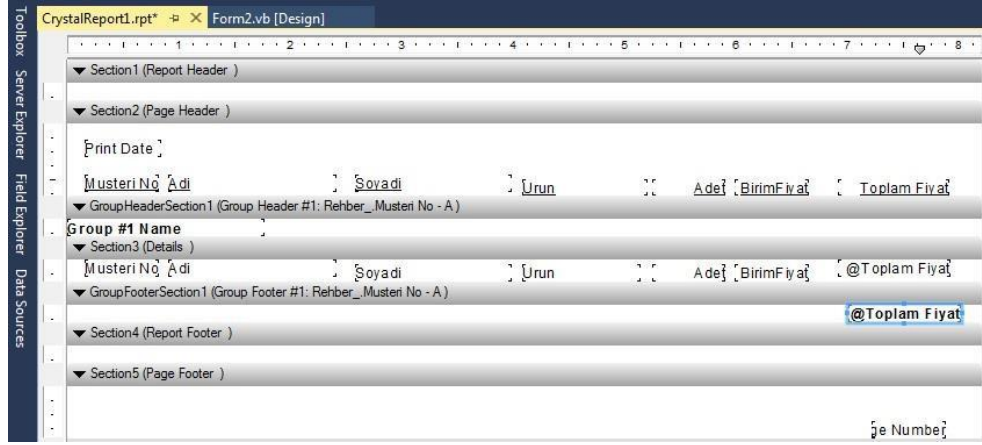 CrystalReport1.rpt* Form2.vb [Design]
Toolbox
Server Explorer
Field Explorer
Data Sources
1 2 3 4 5 6 7 8
Section1 (Report Header )
Section2 (Page Header )
Print Date
Musteri No Adi Soyadi Urun Adet BirimFiyat Toplam Fiyat
GroupHeaderSection1 (Group Header #1: Rehber_.Musteri No - A )
Group #1 Name
Section3 (Details )
Musteri No Adi Soyadi Urun Adet BirimFiyat @Toplam Fiyat
GroupFooterSection1 (Group Footer #1: Rehber_.Musteri No - A )
@Toplam Fiyat
Section4 (Report Footer )
Section5 (Page Footer )
ge Number